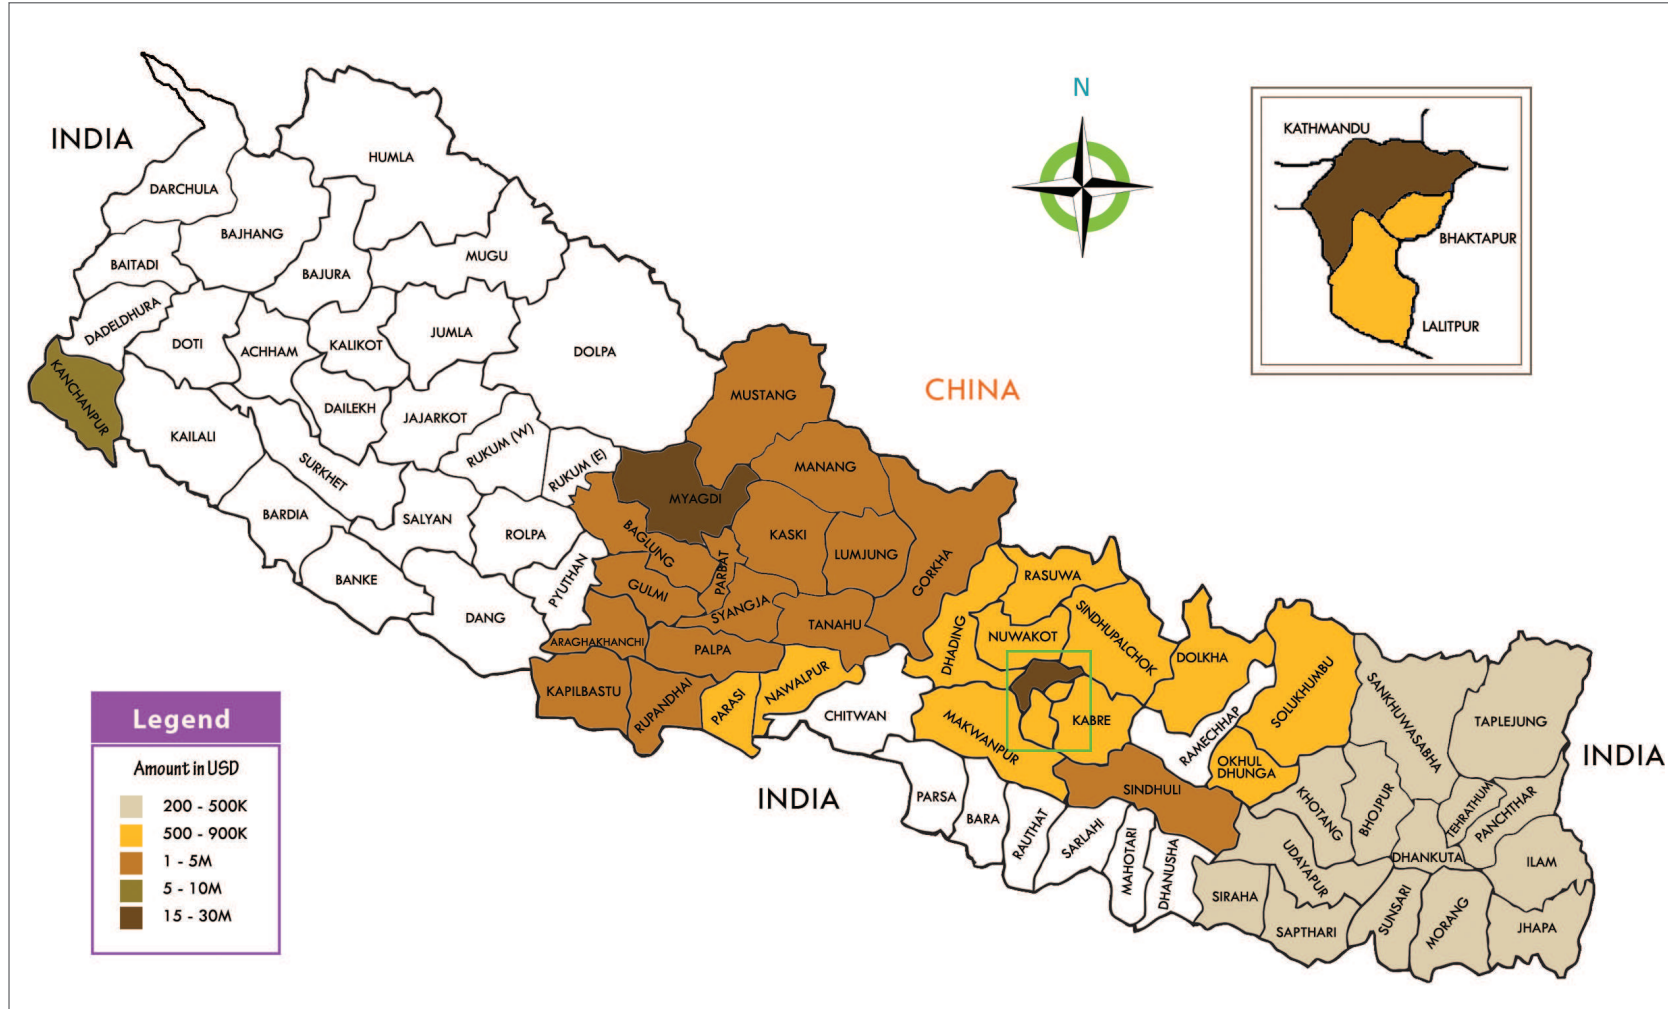 N
INDIA
HUMLA
DARCHULA
BAJHANG
BAITADI
BAJURA
MUGU
DADELDHURA
DOTI
ACHHAM
KALIKOT
JUMLA
DOLPA
KANCHANPUR
KAILALI
DAILEKH
JAJARKOT
SURKHET
RUKUM (W)
RUKUM (E)
BARDIA
SALYAN
ROLPA
BANKE
DANG
PYUTHAN
CHINA
MUSTANG
MANANG
MYAGDI
BAGLUNG
PARBAT
KASKI
LUMJUNG
GORKHA
GULMI
SYANGJA
TANAHU
ARAGHAKHANCHI
PALPA
KAPILBASTU
RUPANDHAI
PARASI
NAWALPUR
CHITWAN
DHADING
RASUWA
NUWAKOT
SINDHUPALCHOK
DOLKHA
MAKWANPUR
KABRE
RAMECHHAP
SOLUKHUMBU
OKHUL
DHUNGA
SINDHULI
PARSA
BARA
RAUTHAT
SARLAHI
MAHOTARI
DHANUSHA
SIRAHA
SAPTHARI
UDAYAPUR
KHOTANG
BHOJPUR
SANKHUWASABHA
TAPLEJUNG
TEHRATHUM
PANCHTHAR
DHANKUTA
ILAM
SUNSARI
MORANG
JHAPA
INDIA
INDIA
KATHMANDU
BHAKTAPUR
LALITPUR
Legend
Amount in USD
200 - 500K
500 - 900K
1 - 5M
5 - 10M
15 - 30M